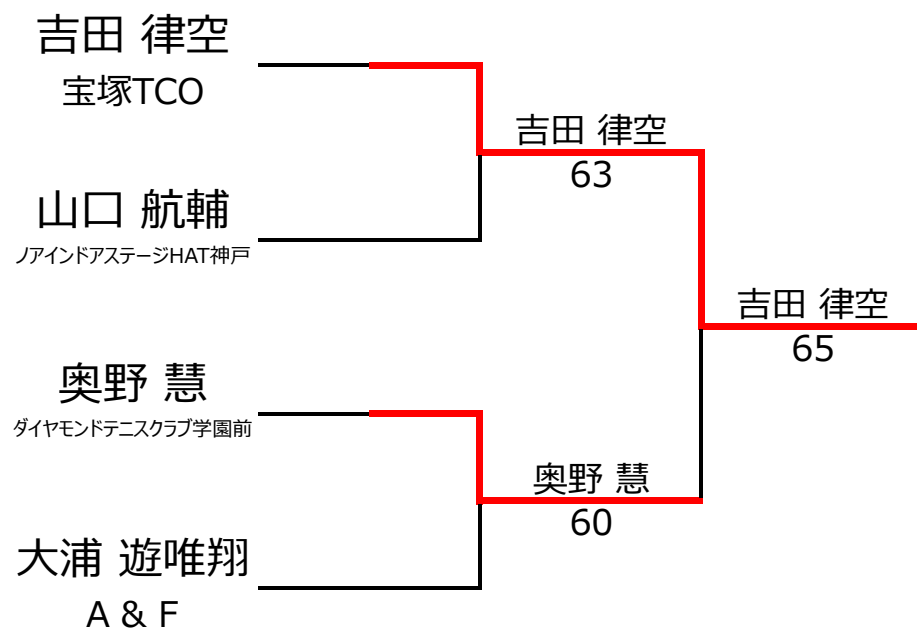 吉田 律空
宝塚TCO
山口 航輔
ノアインドアステージHAT神戸
奥野 慧
ダイヤモンドテニスクラブ学園前
大浦 遊唯翔
A & F
吉田 律空
63
奥野 慧
60
吉田 律空
65